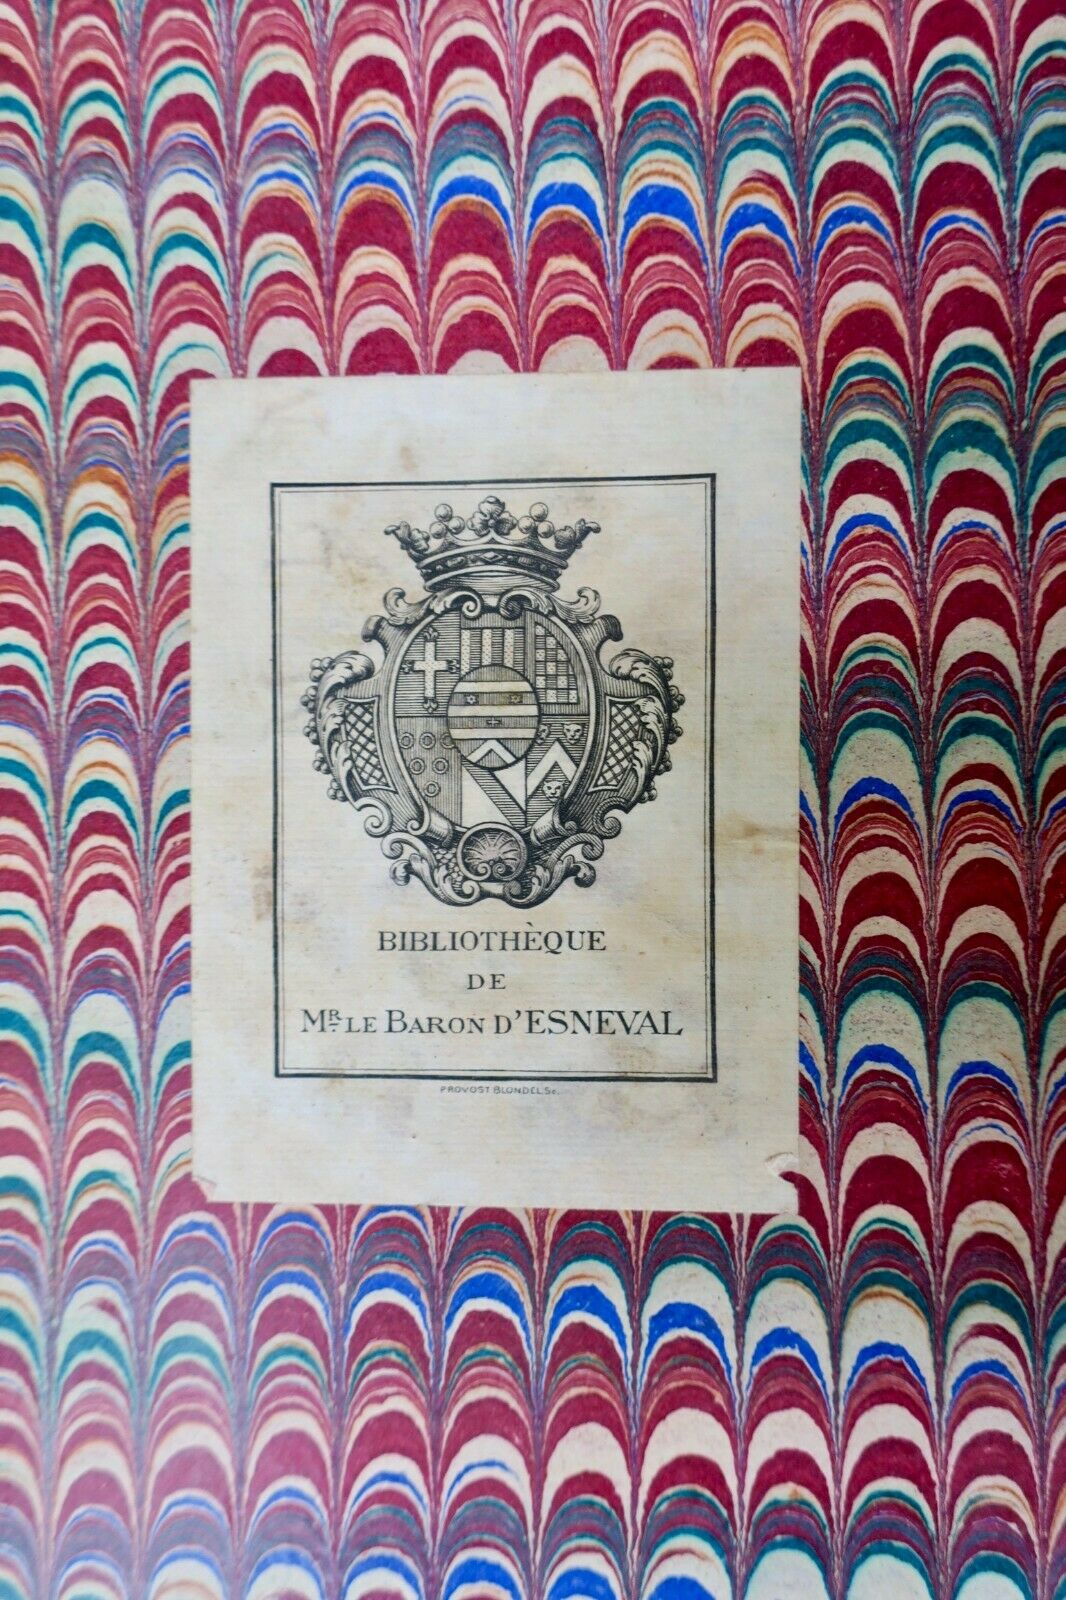 BIBLIOTHÈQUE
DE
MR. LE BARON D'ESNEVAL
PROVOST BLONDEL Sc.